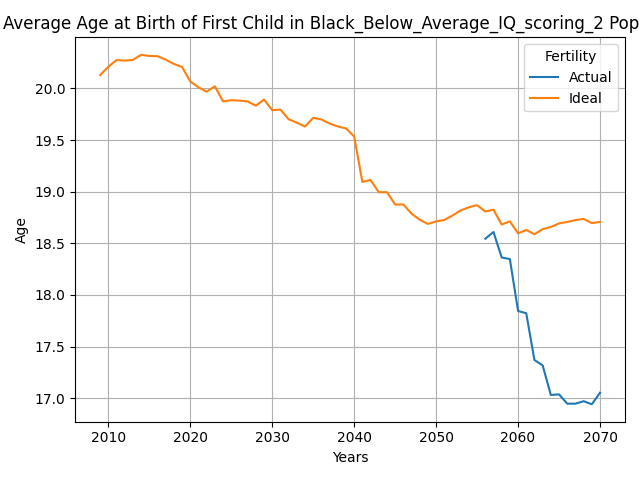 Average Age at Birth of First Child in Black_Below_Average_IQ_scoring_2 Pop
Fertility
Actual
Ideal
20.0
19.5
19.0
18.5
18.0
17.5
17.0
Age
2010 2020 2030 2040 2050 2060 2070
Years